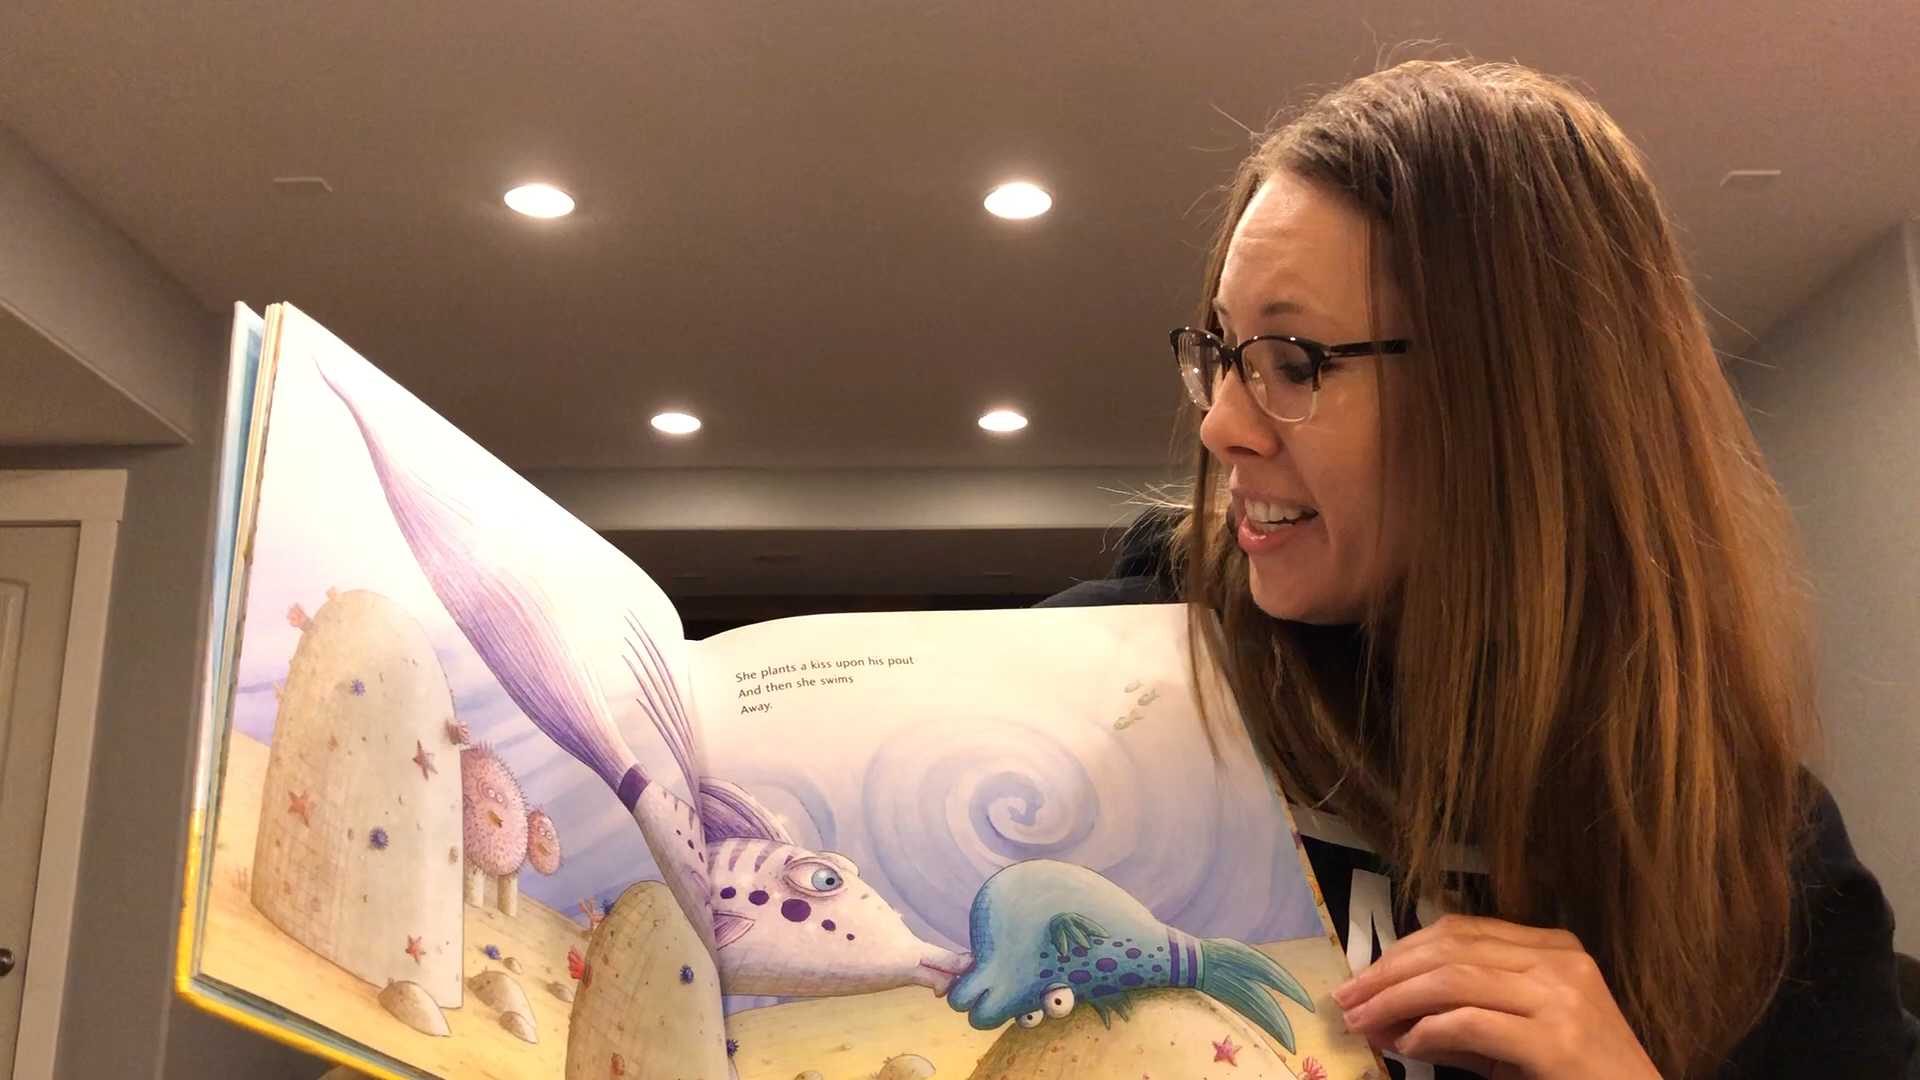 She plants a kiss upon his pout
And then she swims
Away.